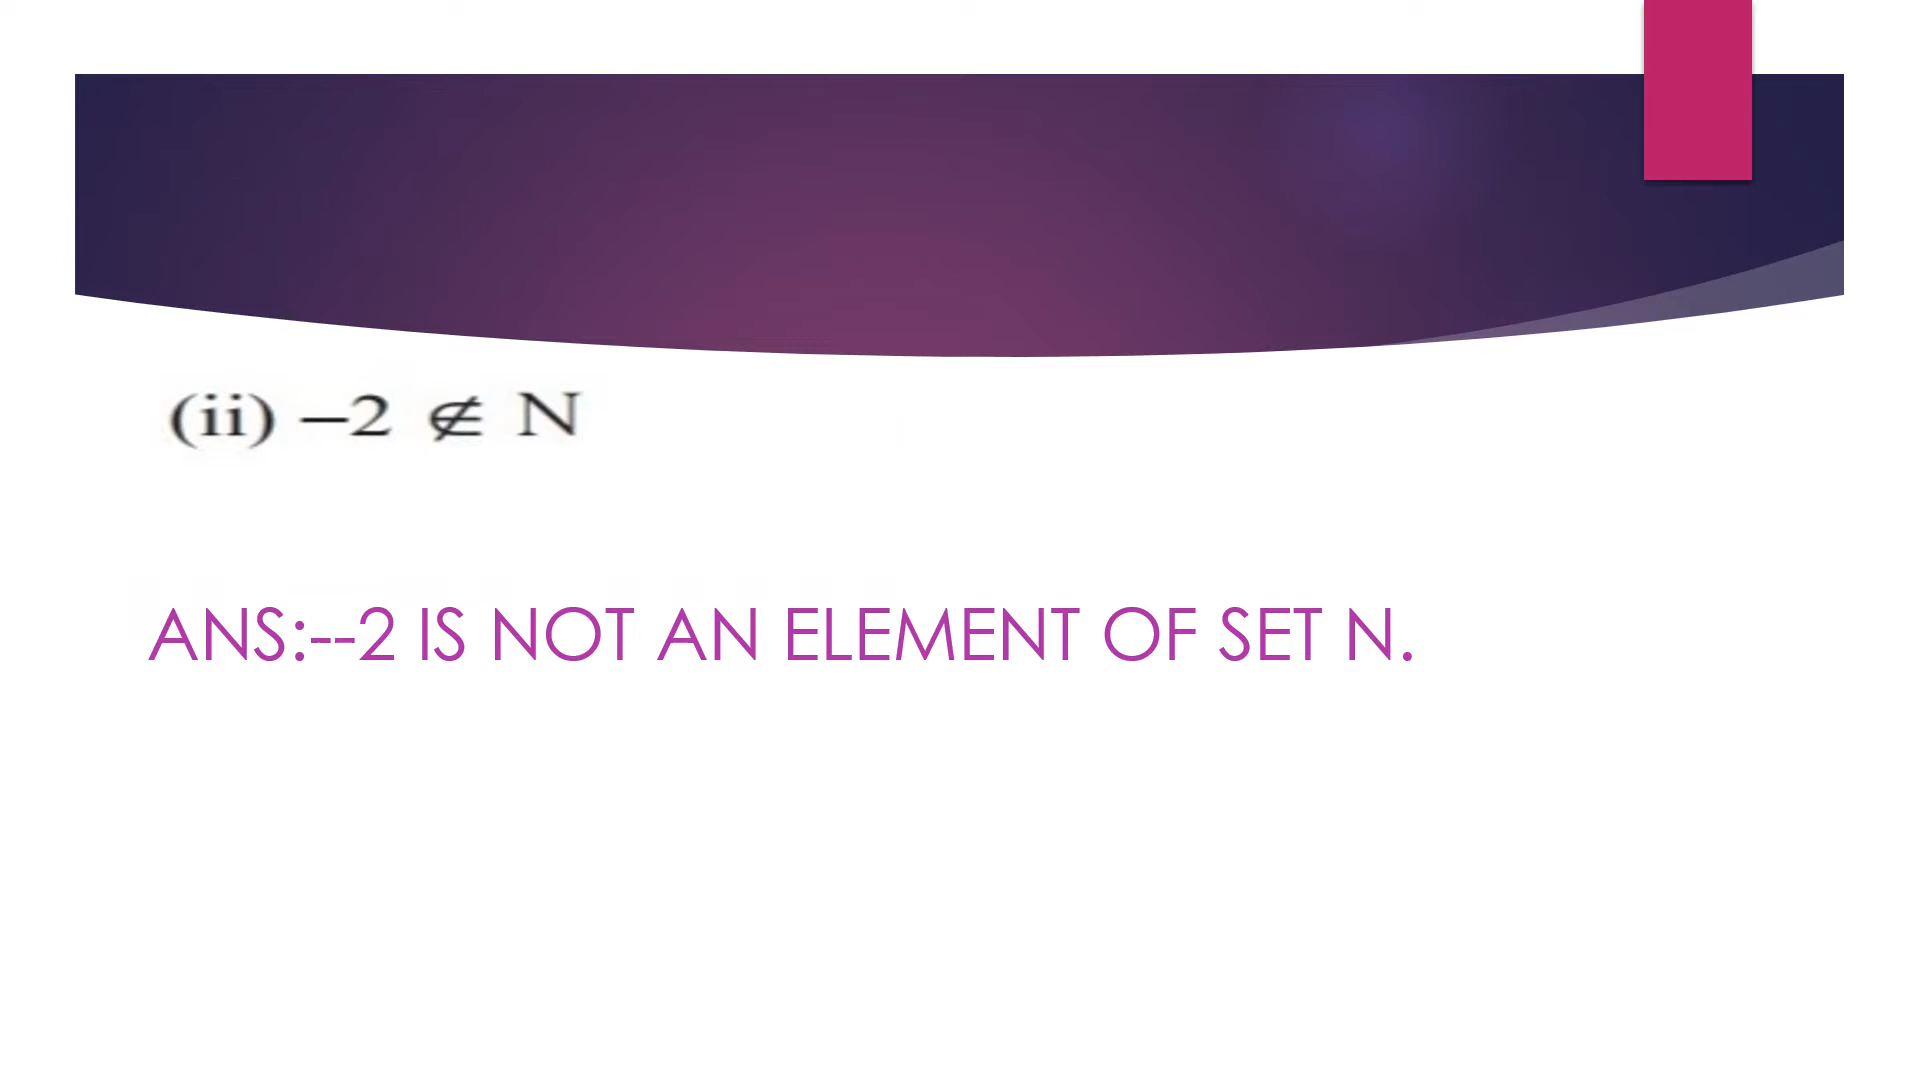 (ii) –2 ∉ N
ANS:--2 IS NOT AN ELEMENT OF SET N.